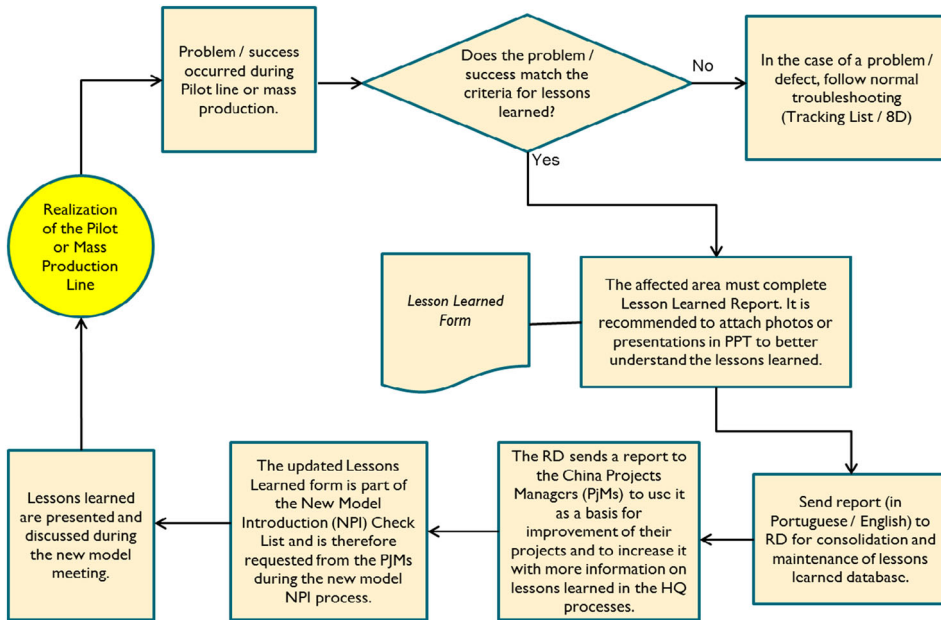 Problem / success
occurred during
Pilot line or mass
production.
Does the problem /
success match the
criteria for lessons
learned?
No
In the case of a problem /
defect, follow normal
troubleshooting
(Tracking List / 8D)
Yes
Realization
of the Pilot
or Mass
Production
Line
Lesson Learned
Form
The affected area must complete
Lesson Learned Report. It is
recommended to attach photos or
presentations in PPT to better
understand the lessons learned.
Send report (in
Portuguese / English) to
RD for consolidation and
maintenance of lessons
learned database.
The RD sends a report to
the China Projects
Managers (PjMs) to use it
as a basis for
improvement of their
projects and to increase it
with more information on
lessons learned in the HQ
processes.
The updated Lessons
Learned form is part of
the New Model
Introduction (NPI) Check
List and is therefore
requested from the PJMs
during the new model
NPI process.
Lessons learned
are presented and
discussed during
the new model
meeting.